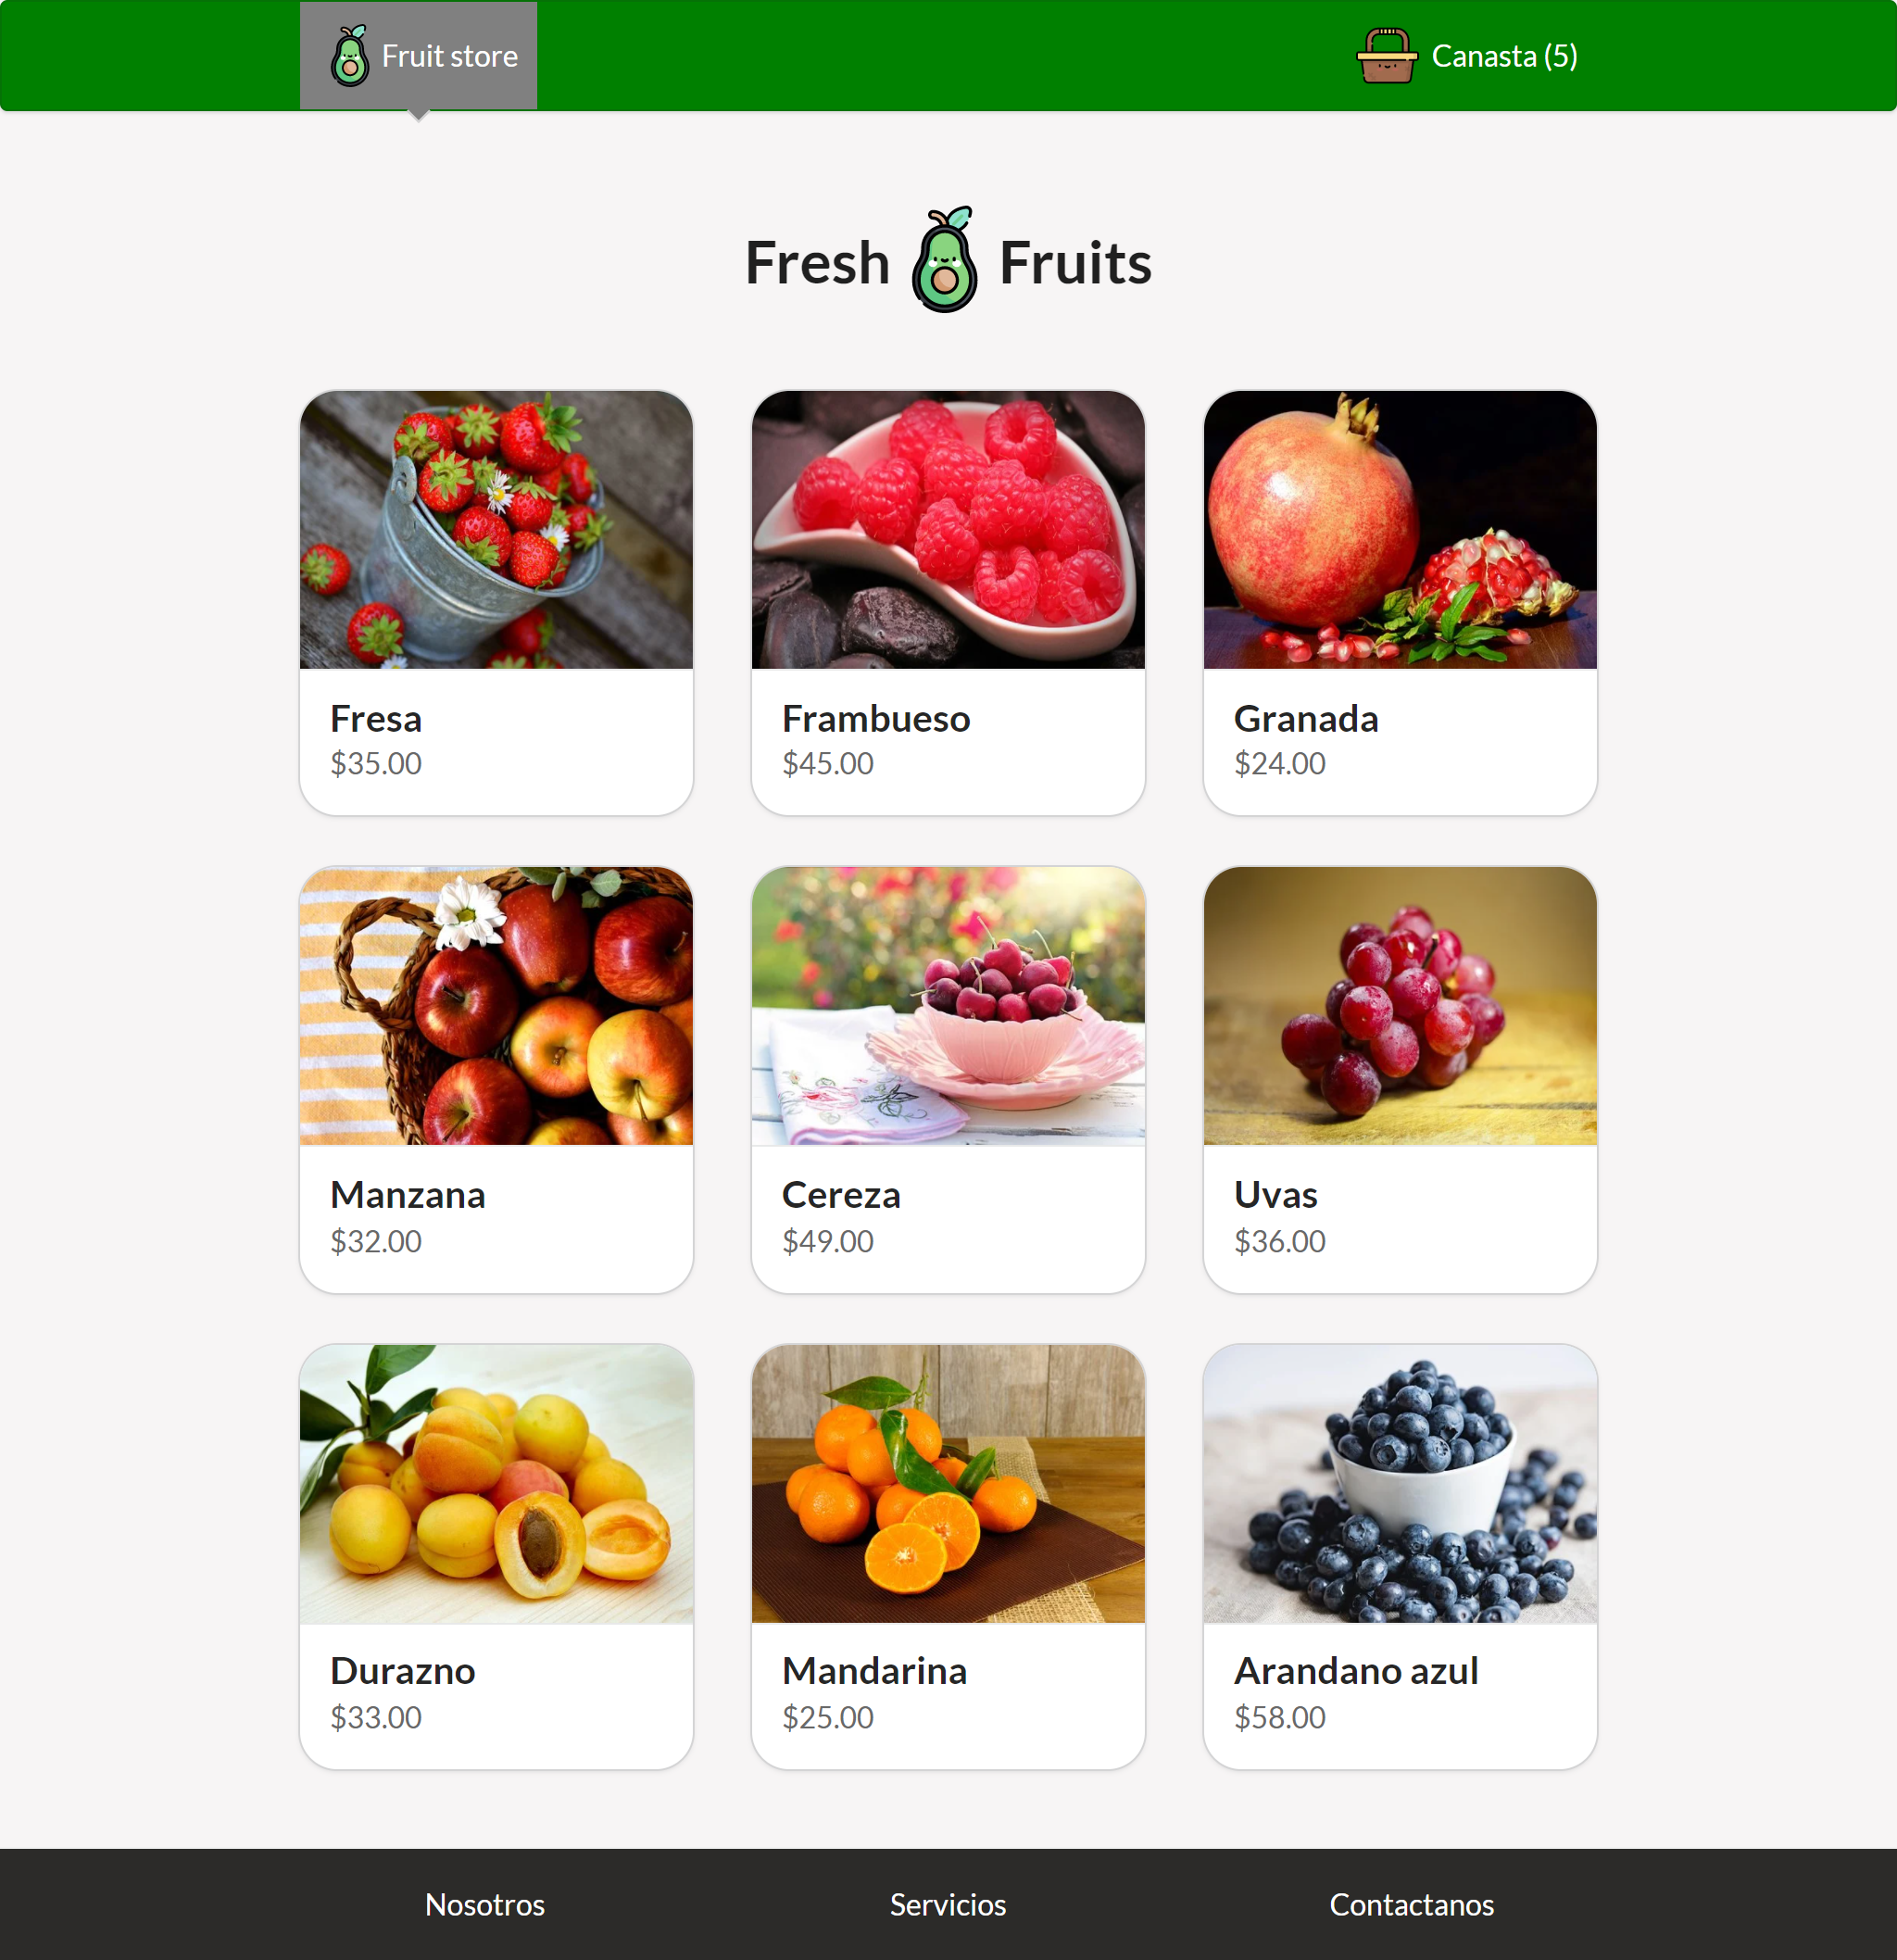 Fruit store
Canasta (5)
Fresh Fruits
Fresa
$35.00
Frambueso
$45.00
Granada
$24.00
Manzana
$32.00
Cereza
$49.00
Uvas
$36.00
Durazno
$33.00
Mandarina
$25.00
Arandano azul
$58.00
Nosotros
Servicios
Contactanos